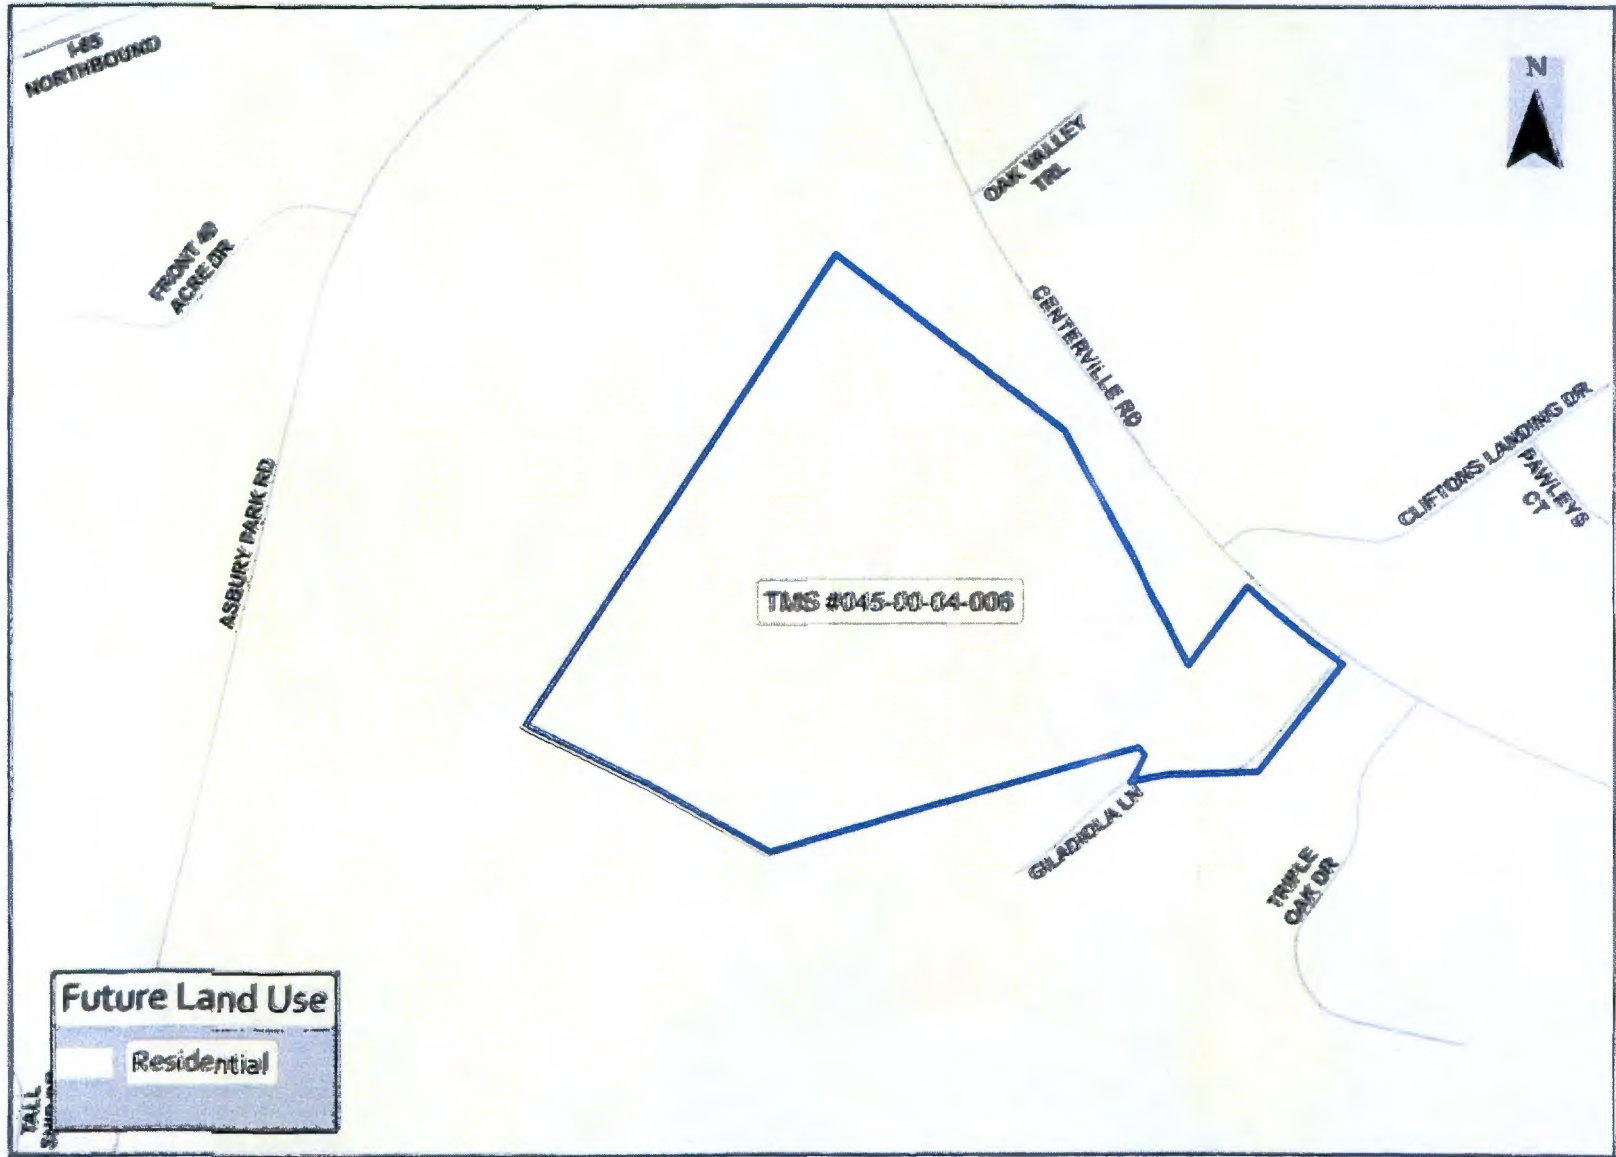 I-85
NORTHBOUND
N
OAK VALLEY
TRL
FRONT 40
ACRE DR
CENTERVILLE RD
CLIFTONS LANDING DR
PAWLEYS
CT
ASBURY PARK RD
TMS #045-00-04-006
GILADIOLA LN
TRIPLE
OAK DR
Future Land Use
Residential
TALL